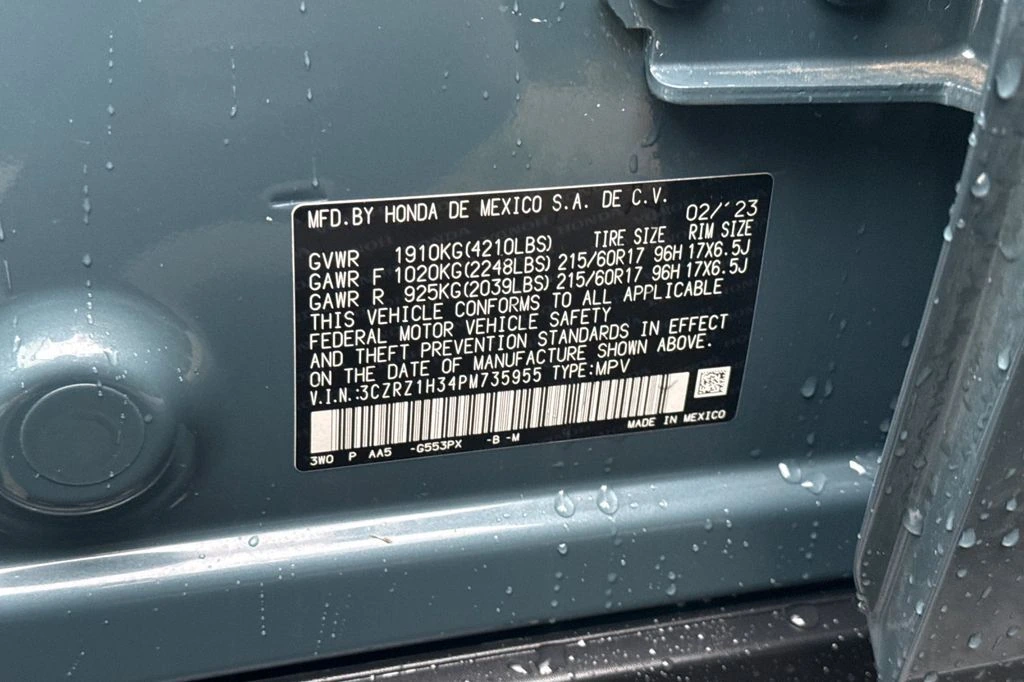 MFD.BY HONDA DE MEXICO S.A. DE C.V. 02/'23
TIRE SIZE RIM SIZE
GVWR 1910KG(4210LBS)
GAWR F 1020KG(2248LBS) 215/60R17 96H 17X6.5J
GAWR R 925KG(2039LBS) 215/60R17 96H 17X6.5J
THIS VEHICLE CONFORMS TO ALL APPLICABLE
FEDERAL MOTOR VEHICLE SAFETY
AND THEFT PREVENTION STANDARDS IN EFFECT
ON THE DATE OF MANUFACTURE SHOWN ABOVE.
V.I.N.:3CZRZ1H34PM735955 TYPE:MPV
MADE IN MEXICO
3W0 P AA5 -G553PX -B -M